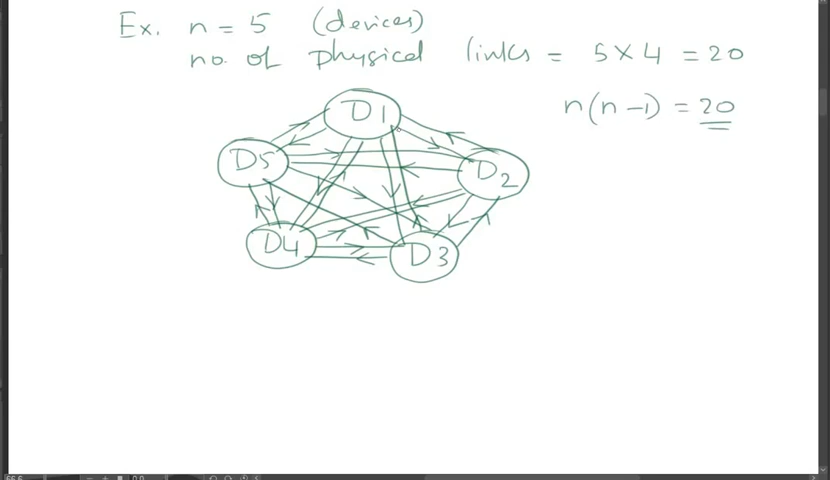 Ex. n = 5 (devices)
no. of physical links = 5 × 4 = 20
n(n-1) = 20
D1
D5
D2
D4
D3